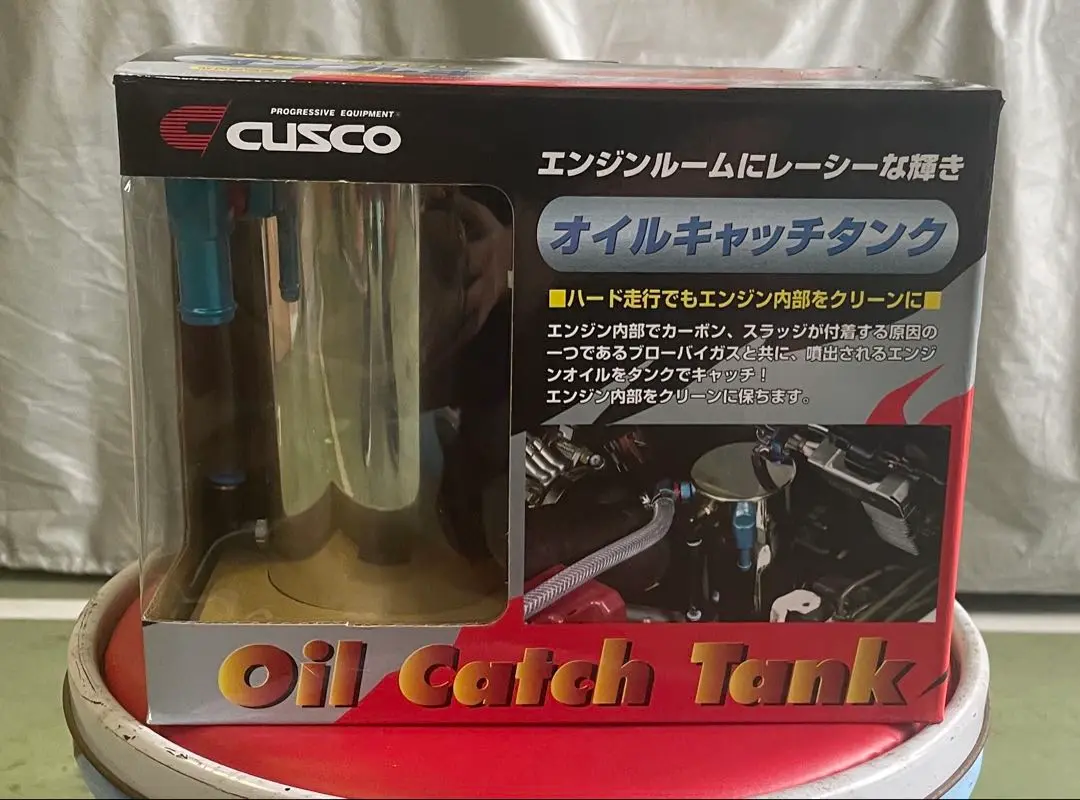 PROGRESSIVE EQUIPMENT
CUSCO
エンジンルームにレーシーな輝き
オイルキャッチタンク
■ハード走行でもエンジン内部をクリーンに■
エンジン内部でカーボン、スラッジが付着する原因の
一つであるブローバイガスと共に、噴出されるエンジ
ンオイルをタンクでキャッチ！
エンジン内部をクリーンに保ちます。
Oil Catch Tank